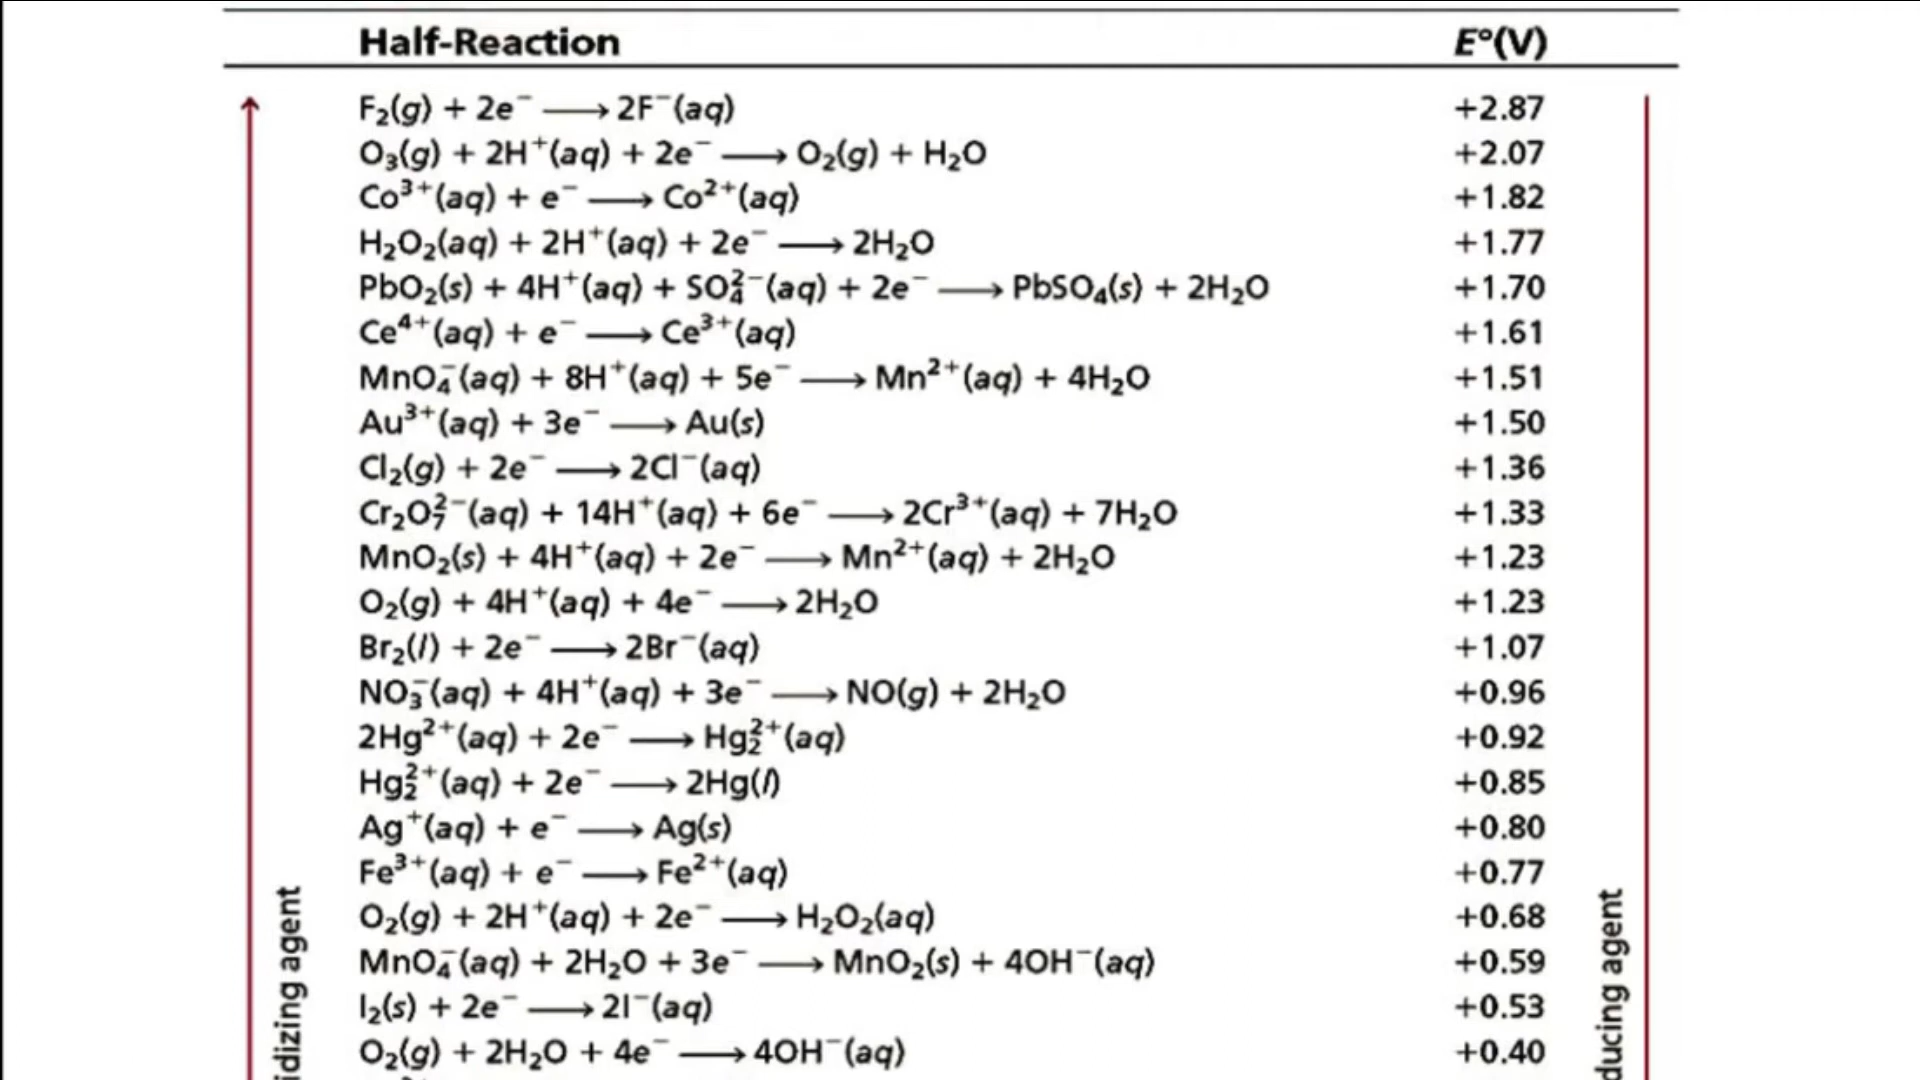 Half-Reaction E°(V)
F₂(g) + 2e⁻ ⟶ 2F⁻(aq) +2.87
O₃(g) + 2H⁺(aq) + 2e⁻ ⟶ O₂(g) + H₂O +2.07
Co³⁺(aq) + e⁻ ⟶ Co²⁺(aq) +1.82
H₂O₂(aq) + 2H⁺(aq) + 2e⁻ ⟶ 2H₂O +1.77
PbO₂(s) + 4H⁺(aq) + SO₄²⁻(aq) + 2e⁻ ⟶ PbSO₄(s) + 2H₂O +1.70
Ce⁴⁺(aq) + e⁻ ⟶ Ce³⁺(aq) +1.61
MnO₄⁻(aq) + 8H⁺(aq) + 5e⁻ ⟶ Mn²⁺(aq) + 4H₂O +1.51
Au³⁺(aq) + 3e⁻ ⟶ Au(s) +1.50
Cl₂(g) + 2e⁻ ⟶ 2Cl⁻(aq) +1.36
Cr₂O₇²⁻(aq) + 14H⁺(aq) + 6e⁻ ⟶ 2Cr³⁺(aq) + 7H₂O +1.33
MnO₂(s) + 4H⁺(aq) + 2e⁻ ⟶ Mn²⁺(aq) + 2H₂O +1.23
O₂(g) + 4H⁺(aq) + 4e⁻ ⟶ 2H₂O +1.23
Br₂(l) + 2e⁻ ⟶ 2Br⁻(aq) +1.07
NO₃⁻(aq) + 4H⁺(aq) + 3e⁻ ⟶ NO(g) + 2H₂O +0.96
2Hg²⁺(aq) + 2e⁻ ⟶ Hg₂²⁺(aq) +0.92
Hg₂²⁺(aq) + 2e⁻ ⟶ 2Hg(l) +0.85
Ag⁺(aq) + e⁻ ⟶ Ag(s) +0.80
Fe³⁺(aq) + e⁻ ⟶ Fe²⁺(aq) +0.77
O₂(g) + 2H⁺(aq) + 2e⁻ ⟶ H₂O₂(aq) +0.68
MnO₄⁻(aq) + 2H₂O + 3e⁻ ⟶ MnO₂(s) + 4OH⁻(aq) +0.59
I₂(s) + 2e⁻ ⟶ 2I⁻(aq) +0.53
O₂(g) + 2H₂O + 4e⁻ ⟶ 4OH⁻(aq) +0.40
idizing agent
ducing agent